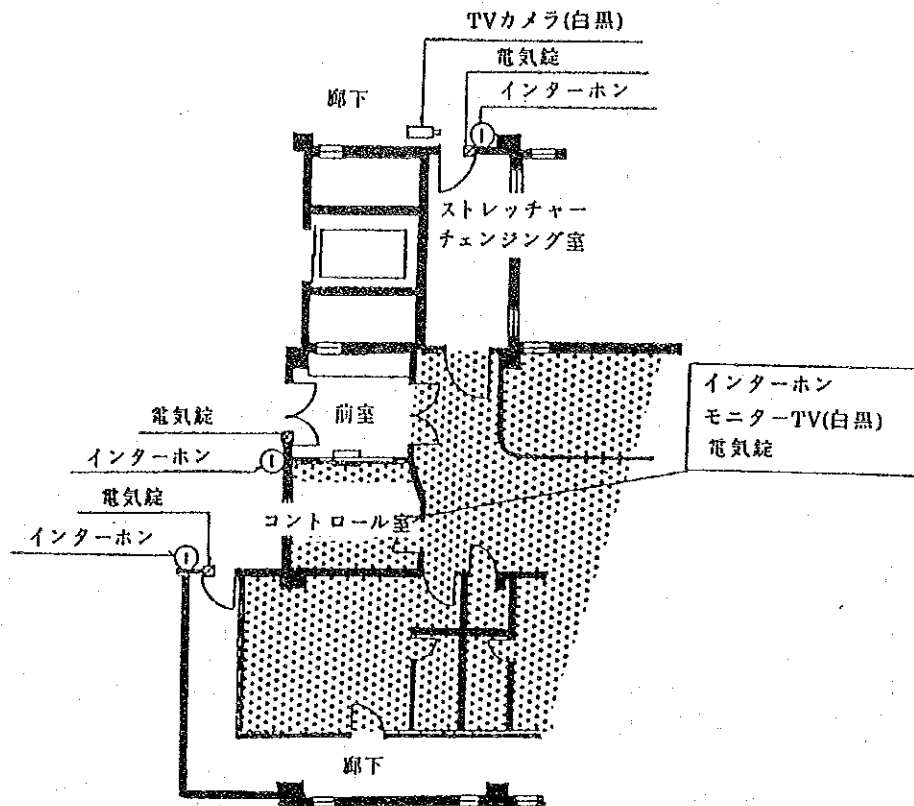 TVカメラ(白黒)
電気錠
インターホン
廊下
ストレッチャー
チェンジング室
インターホン
モニターTV(白黒)
電気錠
前室
電気錠
インターホン
電気錠
コントロール室
インターホン
廊下